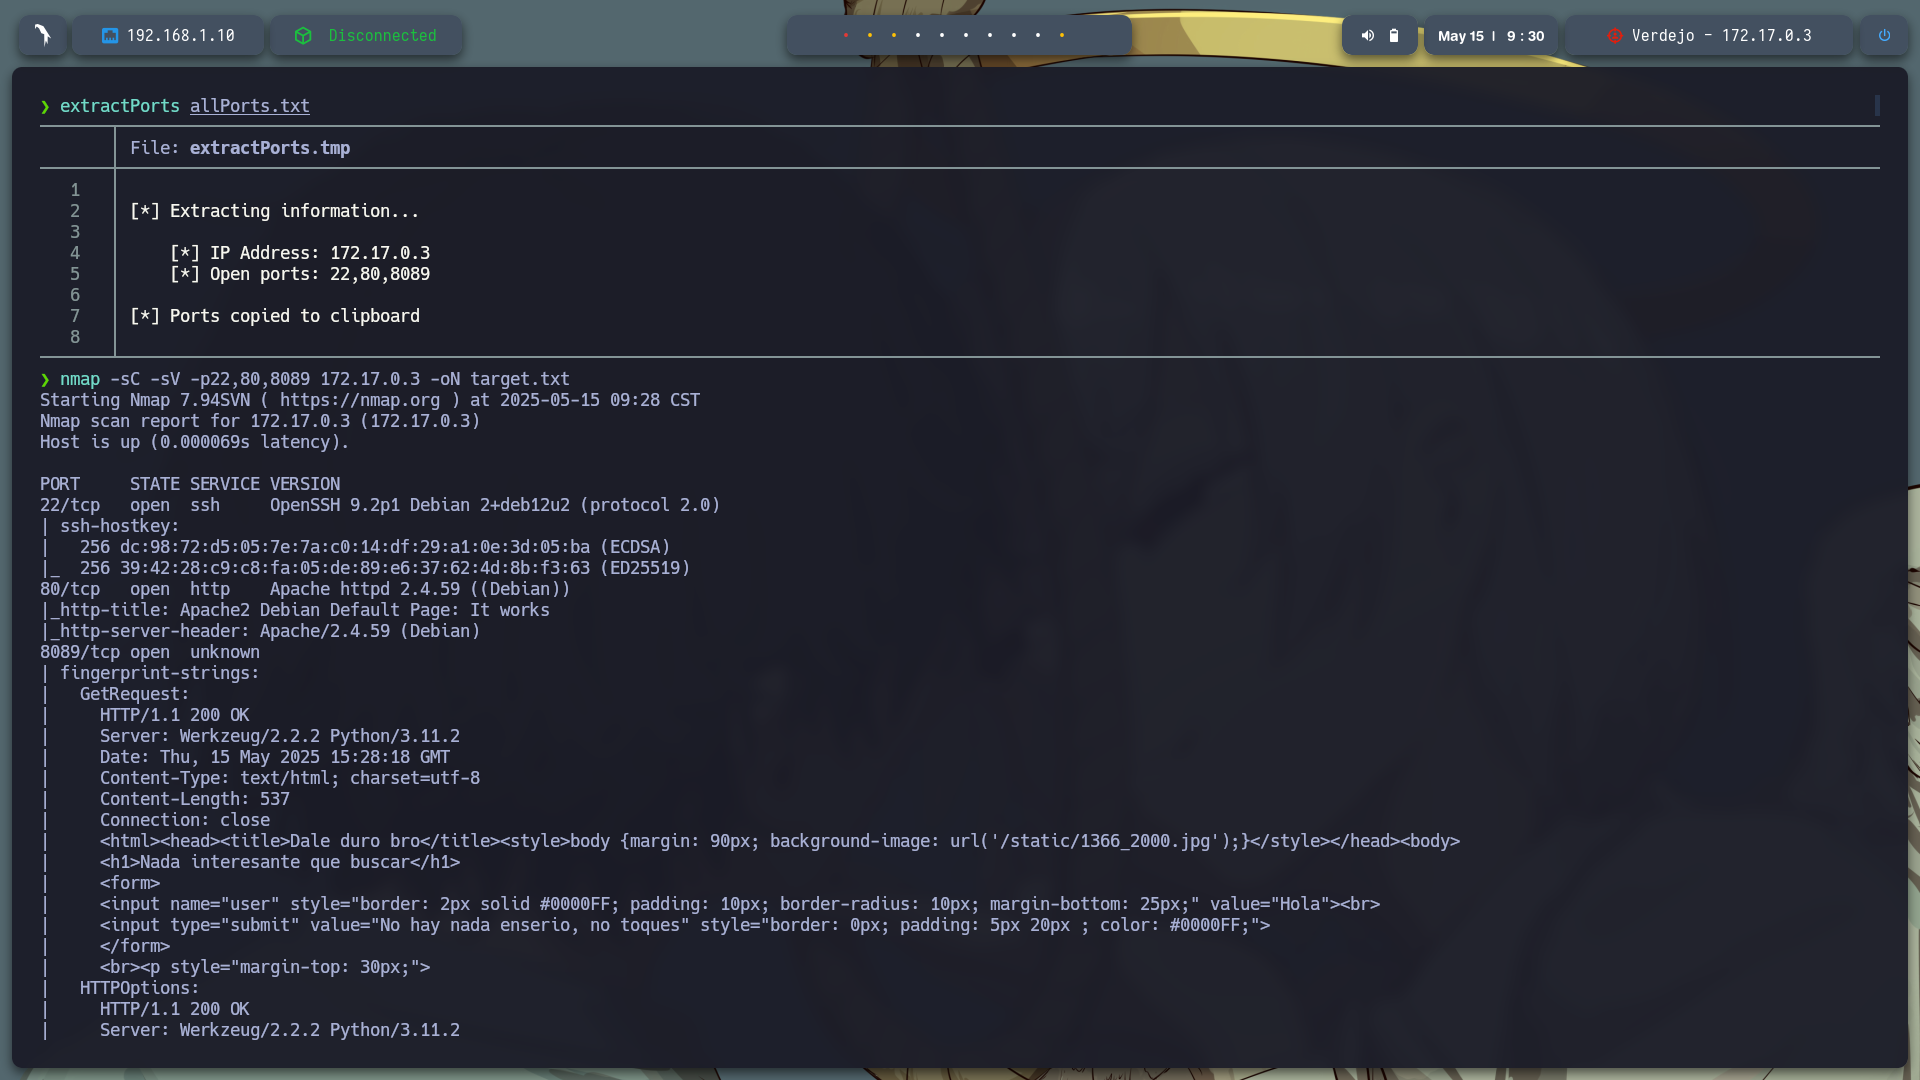 192.168.1.10
Disconnected
May 15 | 9 : 30
Verdejo - 172.17.0.3
❯ extractPorts allPorts.txt
File: extractPorts.tmp
1
2 [*] Extracting information...
3
4 [*] IP Address: 172.17.0.3
5 [*] Open ports: 22,80,8089
6
7 [*] Ports copied to clipboard
8
❯ nmap -sC -sV -p22,80,8089 172.17.0.3 -oN target.txt
Starting Nmap 7.94SVN ( https://nmap.org ) at 2025-05-15 09:28 CST
Nmap scan report for 172.17.0.3 (172.17.0.3)
Host is up (0.000069s latency).
PORT     STATE SERVICE VERSION
22/tcp   open  ssh     OpenSSH 9.2p1 Debian 2+deb12u2 (protocol 2.0)
| ssh-hostkey:
|   256 dc:98:72:d5:05:7e:7a:c0:14:df:29:a1:0e:3d:05:ba (ECDSA)
|_  256 39:42:28:c9:c8:fa:05:de:89:e6:37:62:4d:8b:f3:63 (ED25519)
80/tcp   open  http    Apache httpd 2.4.59 ((Debian))
|_http-title: Apache2 Debian Default Page: It works
|_http-server-header: Apache/2.4.59 (Debian)
8089/tcp open  unknown
| fingerprint-strings:
|   GetRequest:
|     HTTP/1.1 200 OK
|     Server: Werkzeug/2.2.2 Python/3.11.2
|     Date: Thu, 15 May 2025 15:28:18 GMT
|     Content-Type: text/html; charset=utf-8
|     Content-Length: 537
|     Connection: close
|     <html><head><title>Dale duro bro</title><style>body {margin: 90px; background-image: url('/static/1366_2000.jpg');}</style></head><body>
|     <h1>Nada interesante que buscar</h1>
|     <form>
|     <input name="user" style="border: 2px solid #0000FF; padding: 10px; border-radius: 10px; margin-bottom: 25px;" value="Hola"><br>
|     <input type="submit" value="No hay nada enserio, no toques" style="border: 0px; padding: 5px 20px ; color: #0000FF;">
|     </form>
|     <br><p style="margin-top: 30px;">
|   HTTPOptions:
|     HTTP/1.1 200 OK
|     Server: Werkzeug/2.2.2 Python/3.11.2